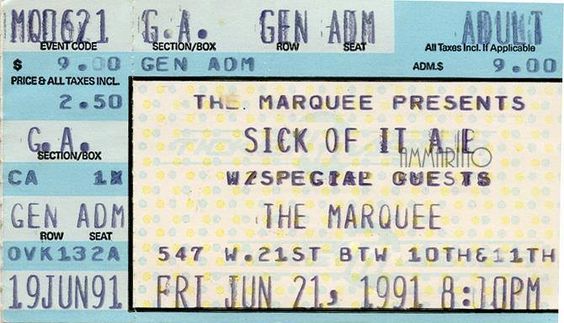 MQ0621 G.A. GEN ADM ADULT
EVENT CODE SECTION/BOX ROW SEAT All Taxes Incl. If Applicable
$ 9.00 GEN ADM ADM.$ 9.00
PRICE & ALL TAXES INCL.
2.50
THE MARQUEE PRESENTS
G.A. SICK OF IT ALL
SECTION/BOX AMMARITO
CA 1X W/SPECIAL GUESTS
GEN ADM THE MARQUEE
ROW SEAT
OVK132A 547 W.21ST BTW 10TH&11TH
19JUN91 FRI JUN 21, 1991 8:30PM